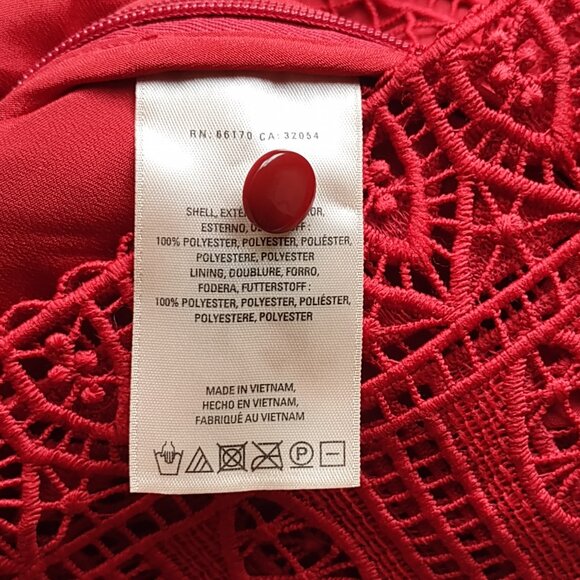 RN: 66170 CA: 32054
SHELL,
ESTERNO,
100% POLYESTER, POLYESTER, POLIÉSTER,
POLYESTERE, POLYESTER
LINING, DOUBLURE, FORRO,
FODERA, FUTTERSTOFF :
100% POLYESTER, POLYESTER, POLIÉSTER,
POLYESTERE, POLYESTER
MADE IN VIETNAM,
HECHO EN VIETNAM,
FABRIQUÉ AU VIETNAM
P